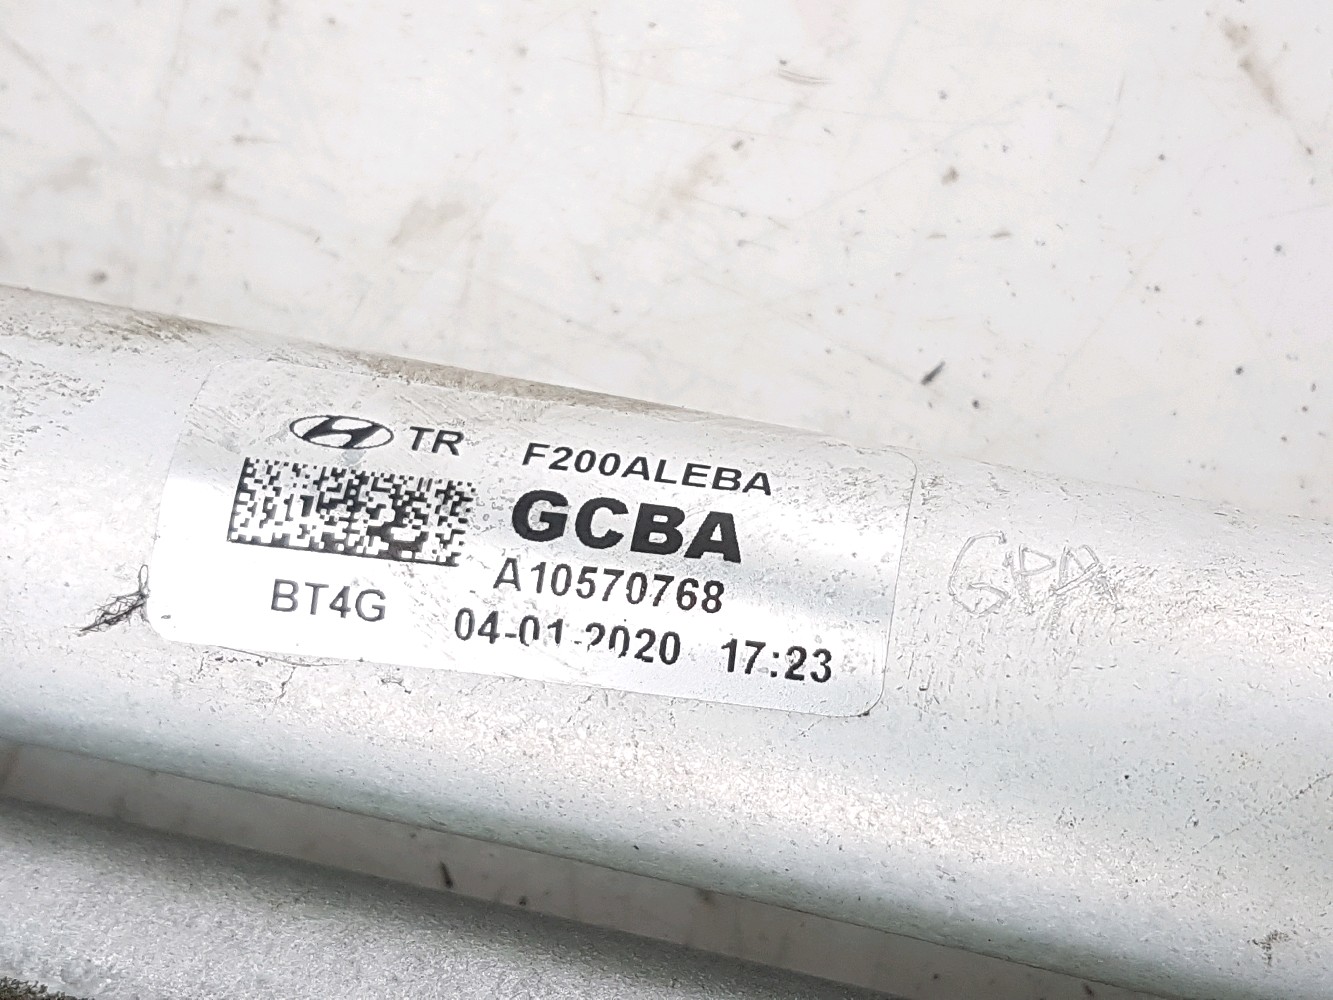 TR F200ALEBA
GCBA
A10570768
BT4G 04-01-2020 17:23